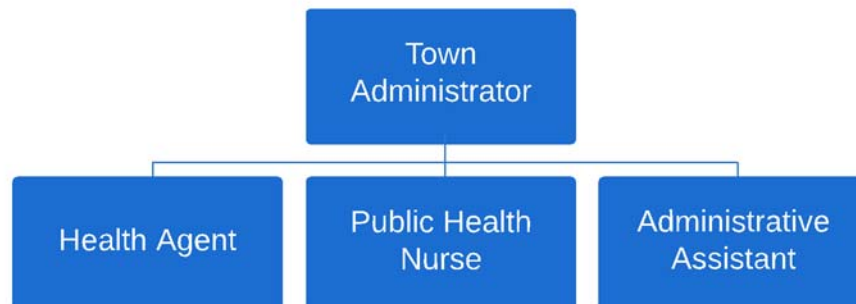 Town
Administrator
Health Agent
Public Health
Nurse
Administrative
Assistant